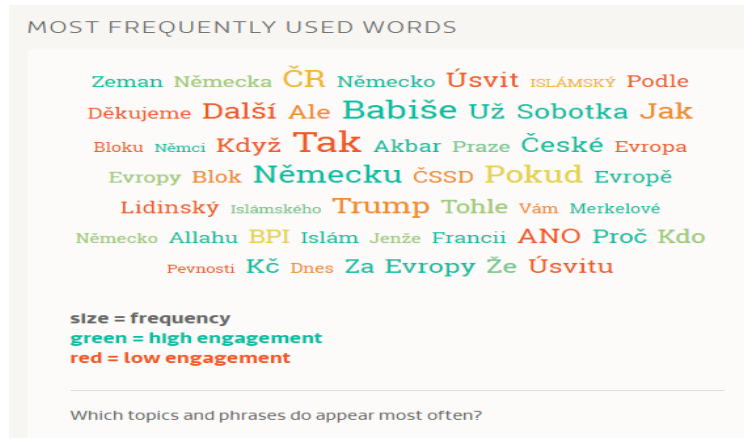 MOST FREQUENTLY USED WORDS
Zeman Německa ČR Německo Úsvit ISLÁMSKÝ Podle
Děkujeme Další Ale Babiše Už Sobotka Jak
Bloku Němci Když Tak Akbar Praze České Evropa
Evropy Blok Německu ČSSD Pokud Evropě
Lidinský Islámského Trump Tohle Vám Merkelové
Německo Allahu BPI Islám Jenže Francii ANO Proč Kdo
Pevnosti Kč Dnes Za Evropy Že Úsvitu
size = frequency
green = high engagement
red = low engagement
Which topics and phrases do appear most often?